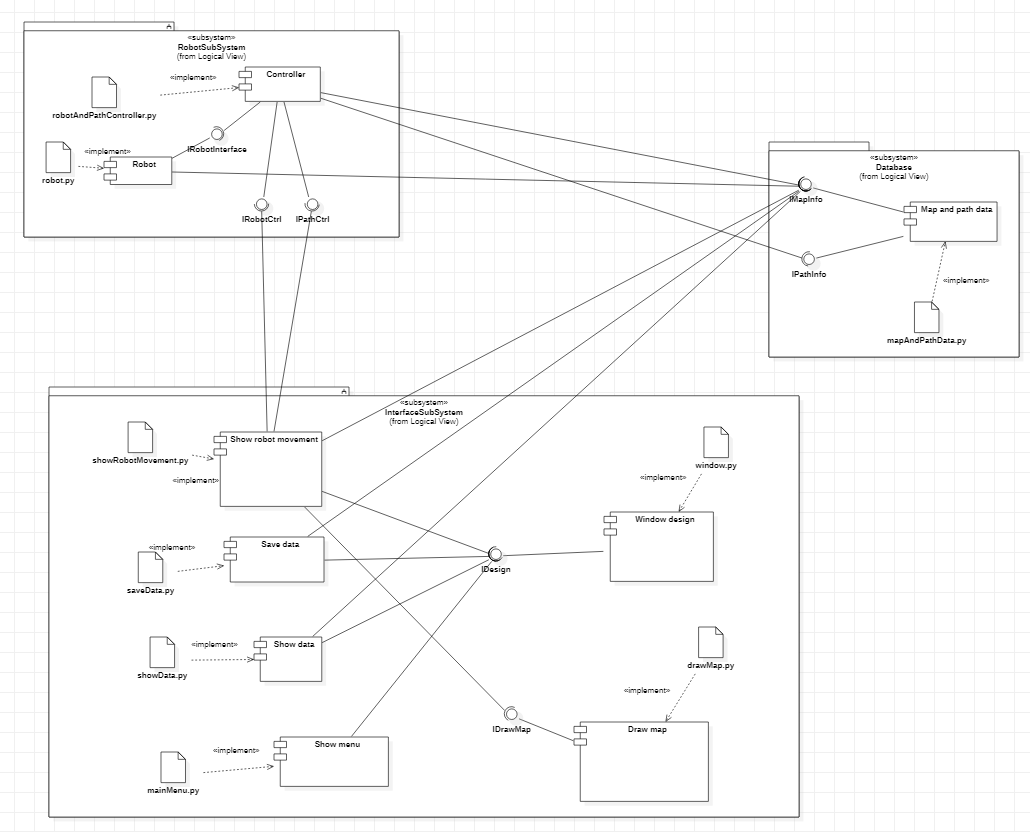 «subsystem»
RobotSubSystem
(from Logical View)
«implement»
Controller
robotAndPathController.py
IRobotInterface
«implement»
Robot
robot.py
IRobotCtrl
IPathCtrl
«subsystem»
Database
(from Logical View)
IMapInfo
Map and path data
IPathInfo
«implement»
mapAndPathData.py
«subsystem»
InterfaceSubSystem
(from Logical View)
Show robot movement
showRobotMovement.py
«implement»
window.py
«implement»
Window design
«implement»
Save data
saveData.py
IDesign
«implement»
Show data
showData.py
drawMap.py
«implement»
IDrawMap
Draw map
«implement»
Show menu
mainMenu.py